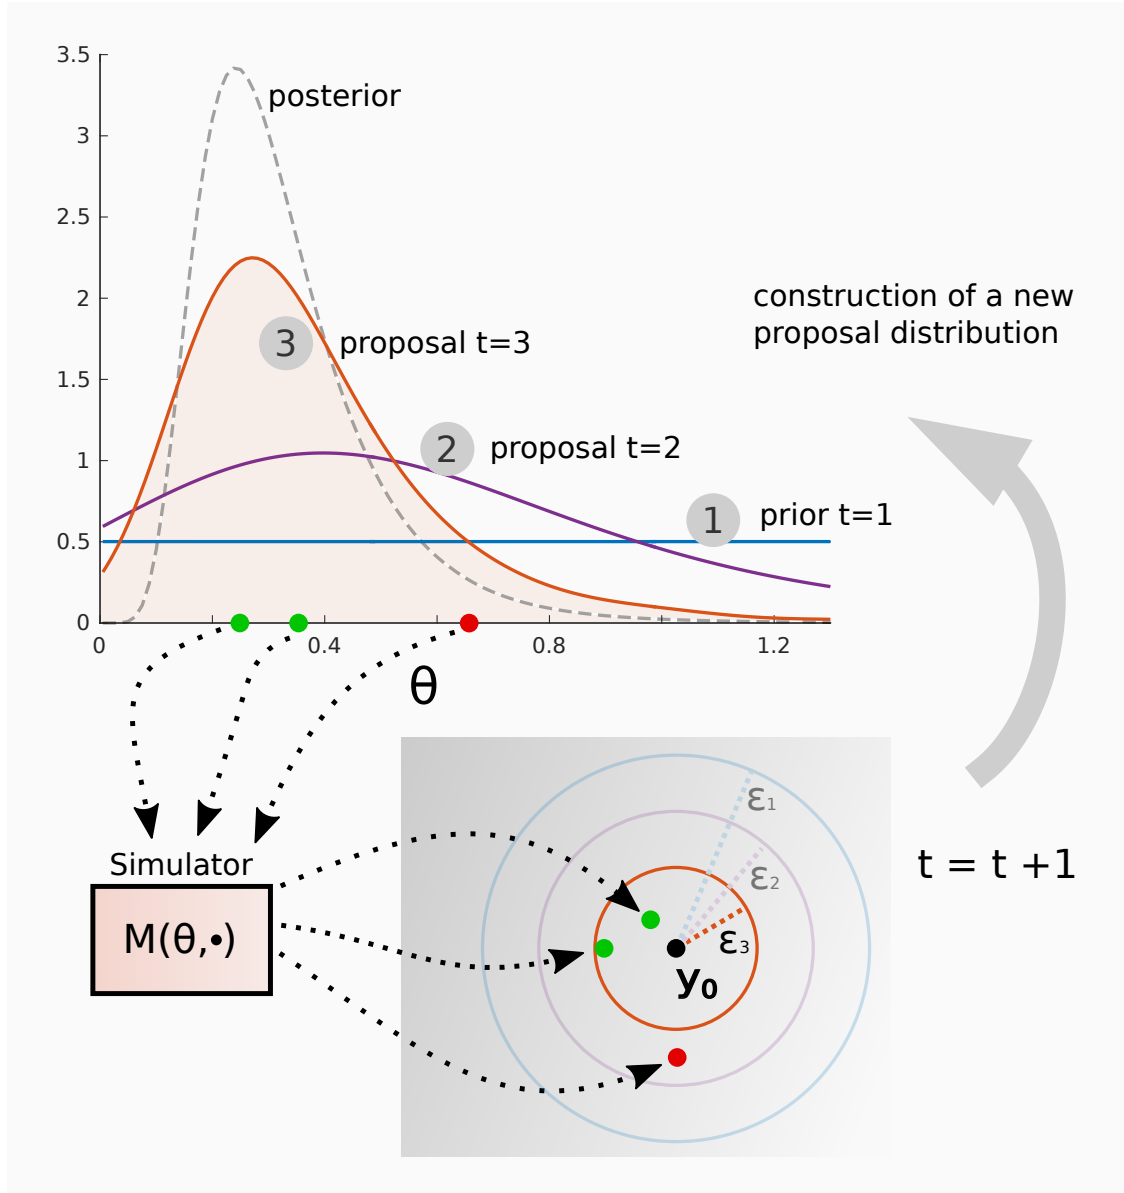 3.5
posterior
3
2.5
construction of a new
proposal distribution
2
3 proposal t=3
1.5
2 proposal t=2
1
1 prior t=1
0.5
0
0 0.4 0.8 1.2
θ
ε1
Simulator
ε2
t = t +1
M(θ,•)
ε3
y0